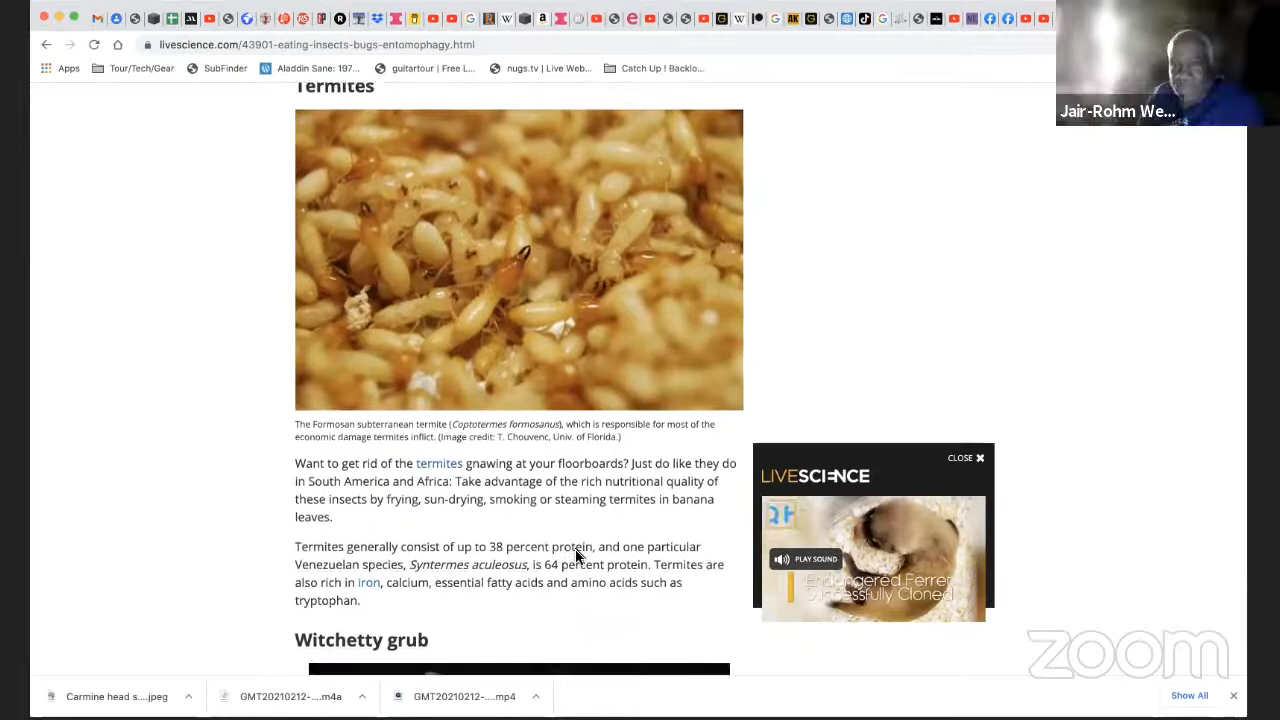 livescience.com/43901-eating-insects-bugs-entomophagy.html
Apps Tour/Tech/Gear SubFinder Aladdin Sane: 197... guitartour | Free L... nugs.tv | Live Web... Catch Up ! Backlo...
Jair-Rohm We...
Termites
The Formosan subterranean termite (Coptotermes formosanus), which is responsible for most of the
economic damage termites inflict. (Image credit: T. Chouvenc, Univ. of Florida.)
Want to get rid of the termites gnawing at your floorboards? Just do like they do
in South America and Africa: Take advantage of the rich nutritional quality of
these insects by frying, sun-drying, smoking or steaming termites in banana
leaves.
Termites generally consist of up to 38 percent protein, and one particular
Venezuelan species, Syntermes aculeosus, is 64 percent protein. Termites are
also rich in iron, calcium, essential fatty acids and amino acids such as
tryptophan.
Witchetty grub
CLOSE
LIVESCIENCE
PLAY SOUND
Endangered Ferret
Successfully Cloned
zoom
Carmine head s....jpeg GMT20210212-....m4a GMT20210212-....mp4 Show All